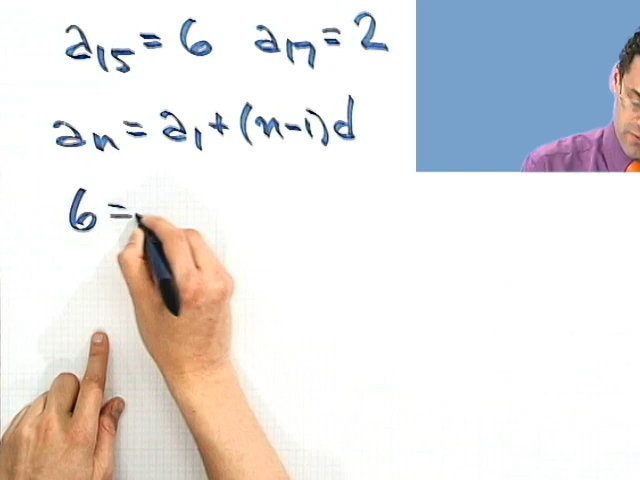 a₁₅ = 6 a₁₇ = 2
aₙ = a₁ + (n-1)d
6 =